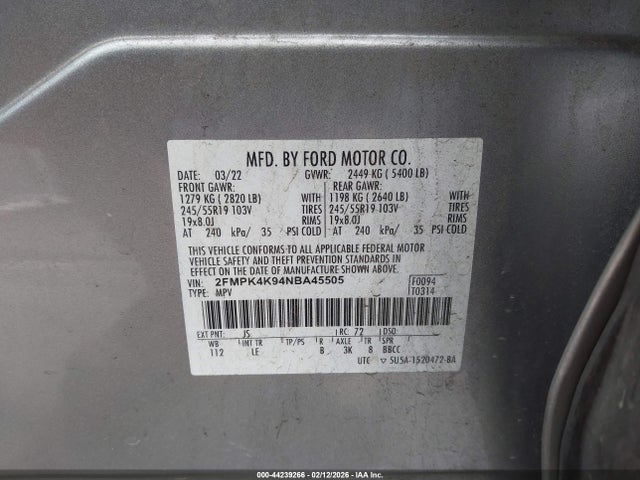 MFD. BY FORD MOTOR CO.
DATE: 03/22 GVWR: 2449 KG ( 5400 LB)
FRONT GAWR: REAR GAWR:
1279 KG ( 2820 LB) WITH 1198 KG ( 2640 LB) WITH
245/55R19 103V TIRES 245/55R19 103V TIRES
19x8.0J RIMS 19x8.0J RIMS
AT 240 kPa/ 35 PSI COLD AT 240 kPa/ 35 PSI COLD
THIS VEHICLE CONFORMS TO ALL APPLICABLE FEDERAL MOTOR
VEHICLE SAFETY AND THEFT PREVENTION STANDARDS IN
EFFECT ON THE DATE OF MANUFACTURE SHOWN ABOVE.
VIN: 2FMPK4K94NBA45505 F0094
TYPE: MPV T0314
EXT PNT: JS RC: 72 DSO:
WB INT TR TP/PS R AXLE TR SPR
112 LE B 3K 8 BBCC
UTC ▽ 5U5A-1520472-BA
000-44239266 - 02/12/2026 - IAAI.COM